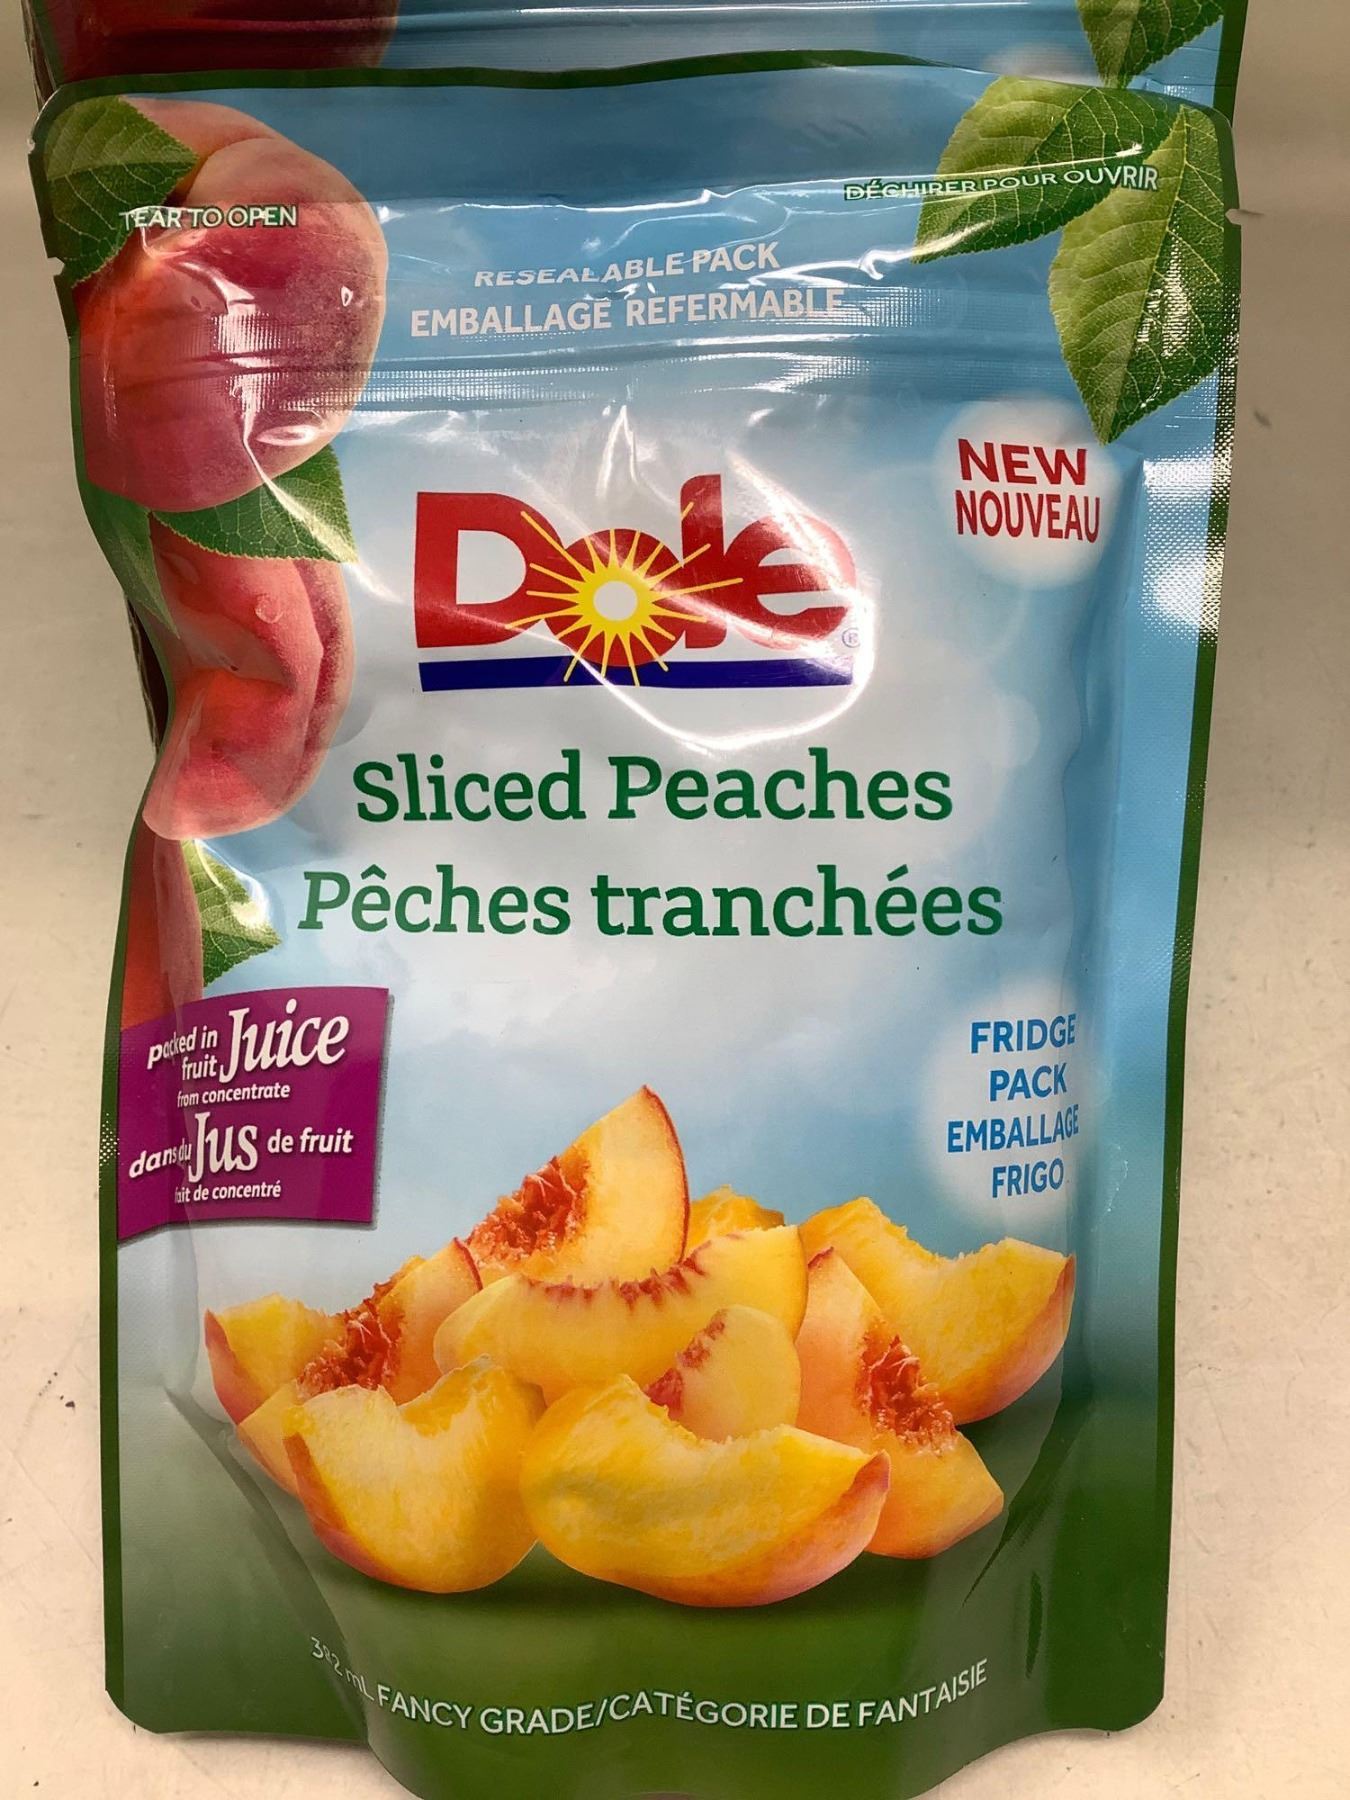 TEAR TO OPEN
DÉCHIRER POUR OUVRIR
RESEALABLE PACK
EMBALLAGE REFERMABLE
NEW
NOUVEAU
Dole®
Sliced Peaches
Pêches tranchées
packed in
fruit Juice
from concentrate
dans du Jus de fruit
fait de concentré
FRIDGE
PACK
EMBALLAGE
FRIGO
mL FANCY GRADE/CATÉGORIE DE FANTAISIE